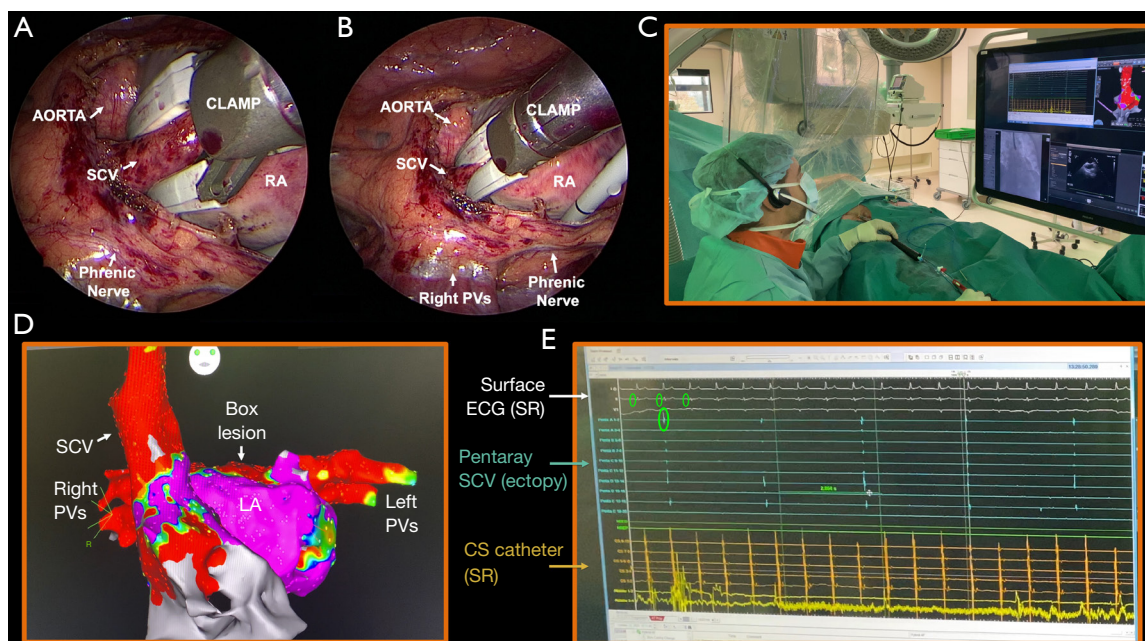 A
AORTA
CLAMP
SCV
RA
Phrenic
Nerve
B
AORTA
CLAMP
SCV
RA
Right PVs
Phrenic
Nerve
C
D
SCV
Box
lesion
Right
PVs
LA
Left
PVs
R
E
Surface
ECG (SR)
Pentaray
SCV (ectopy)
CS catheter
(SR)